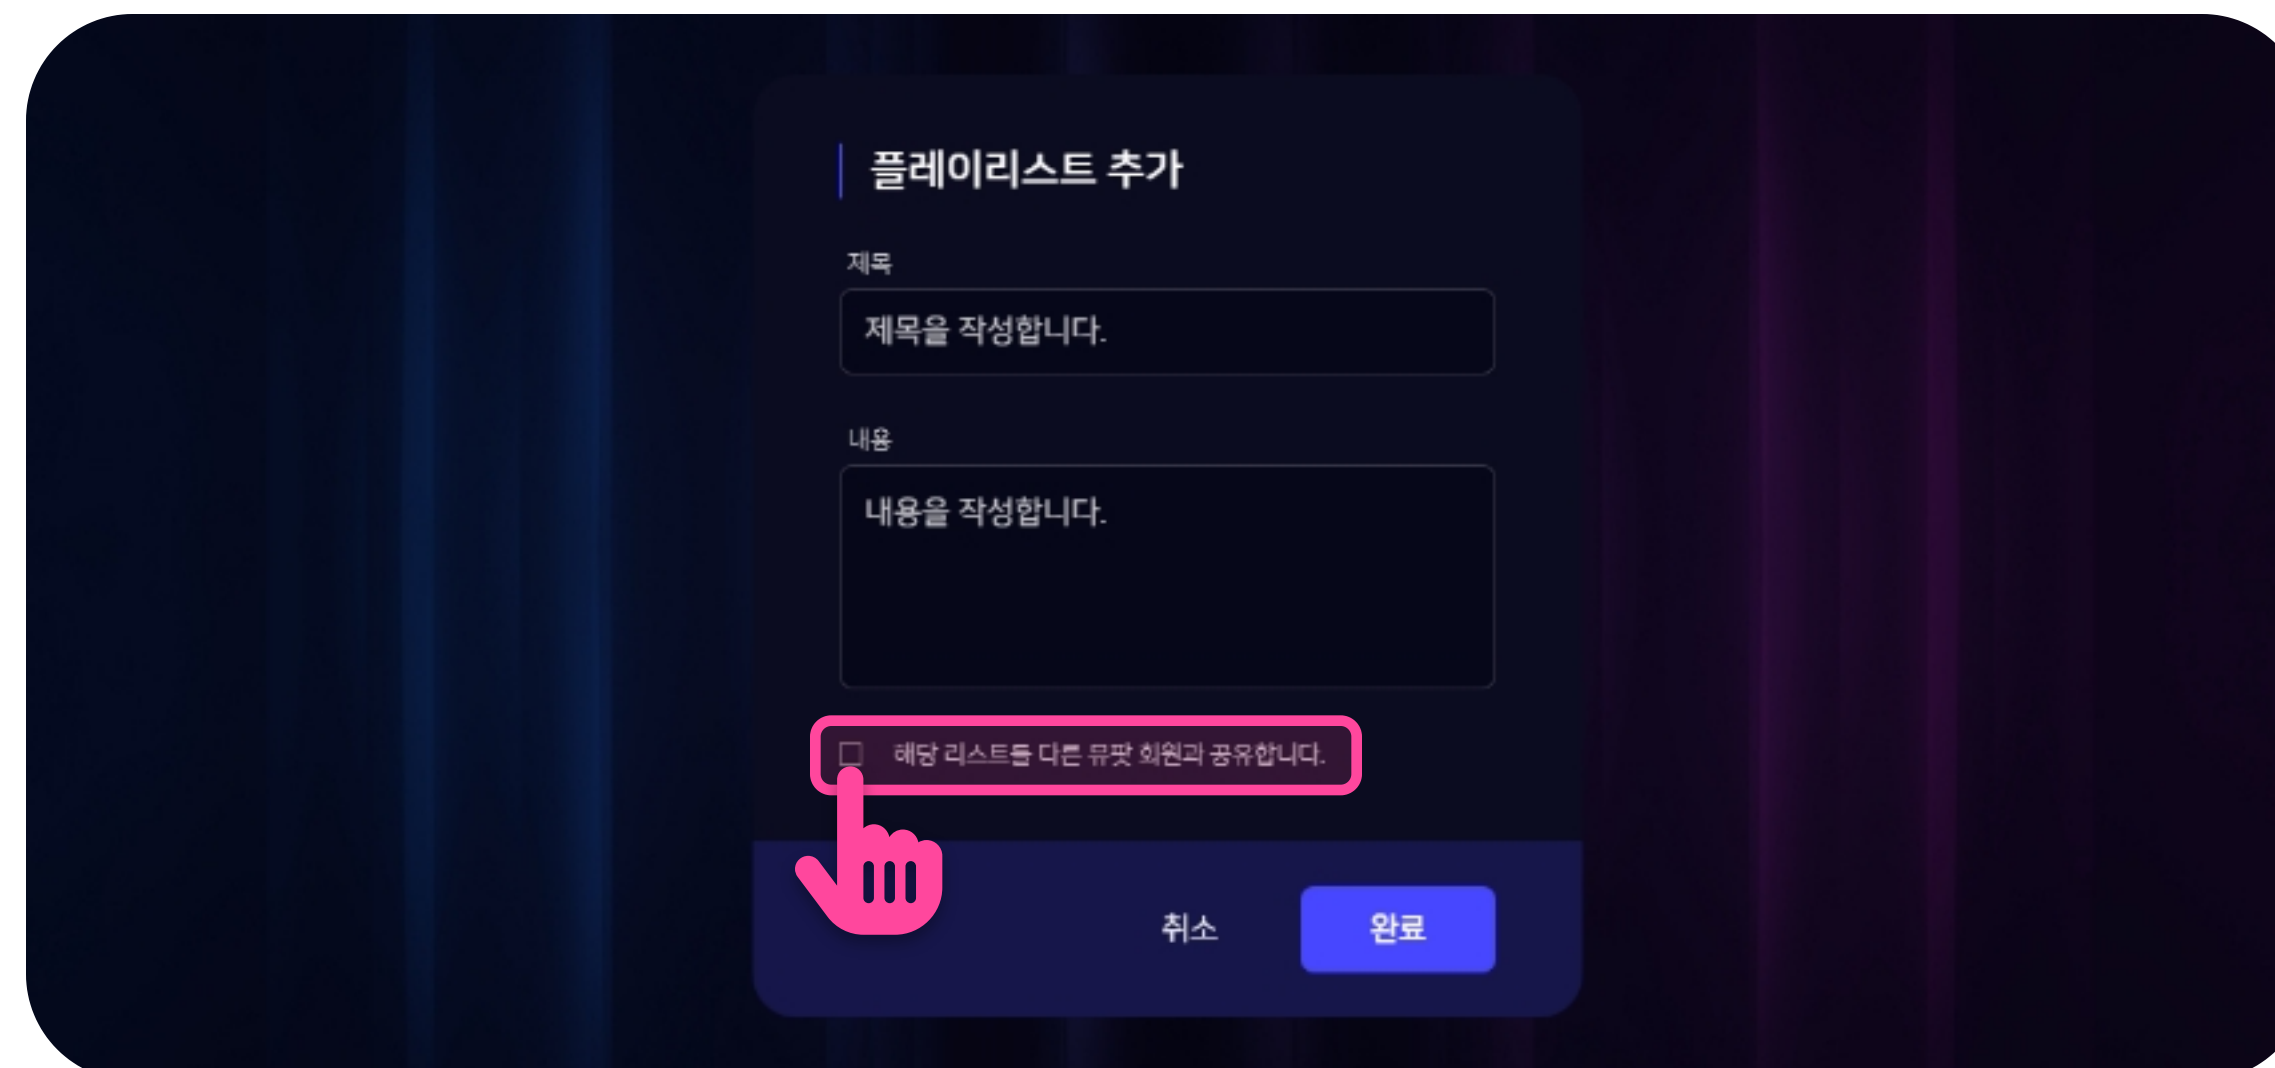 플레이리스트 추가
제목
제목을 작성합니다.
내용
내용을 작성합니다.
해당 리스트를 다른 뮤팟 회원과 공유합니다.
취소
완료